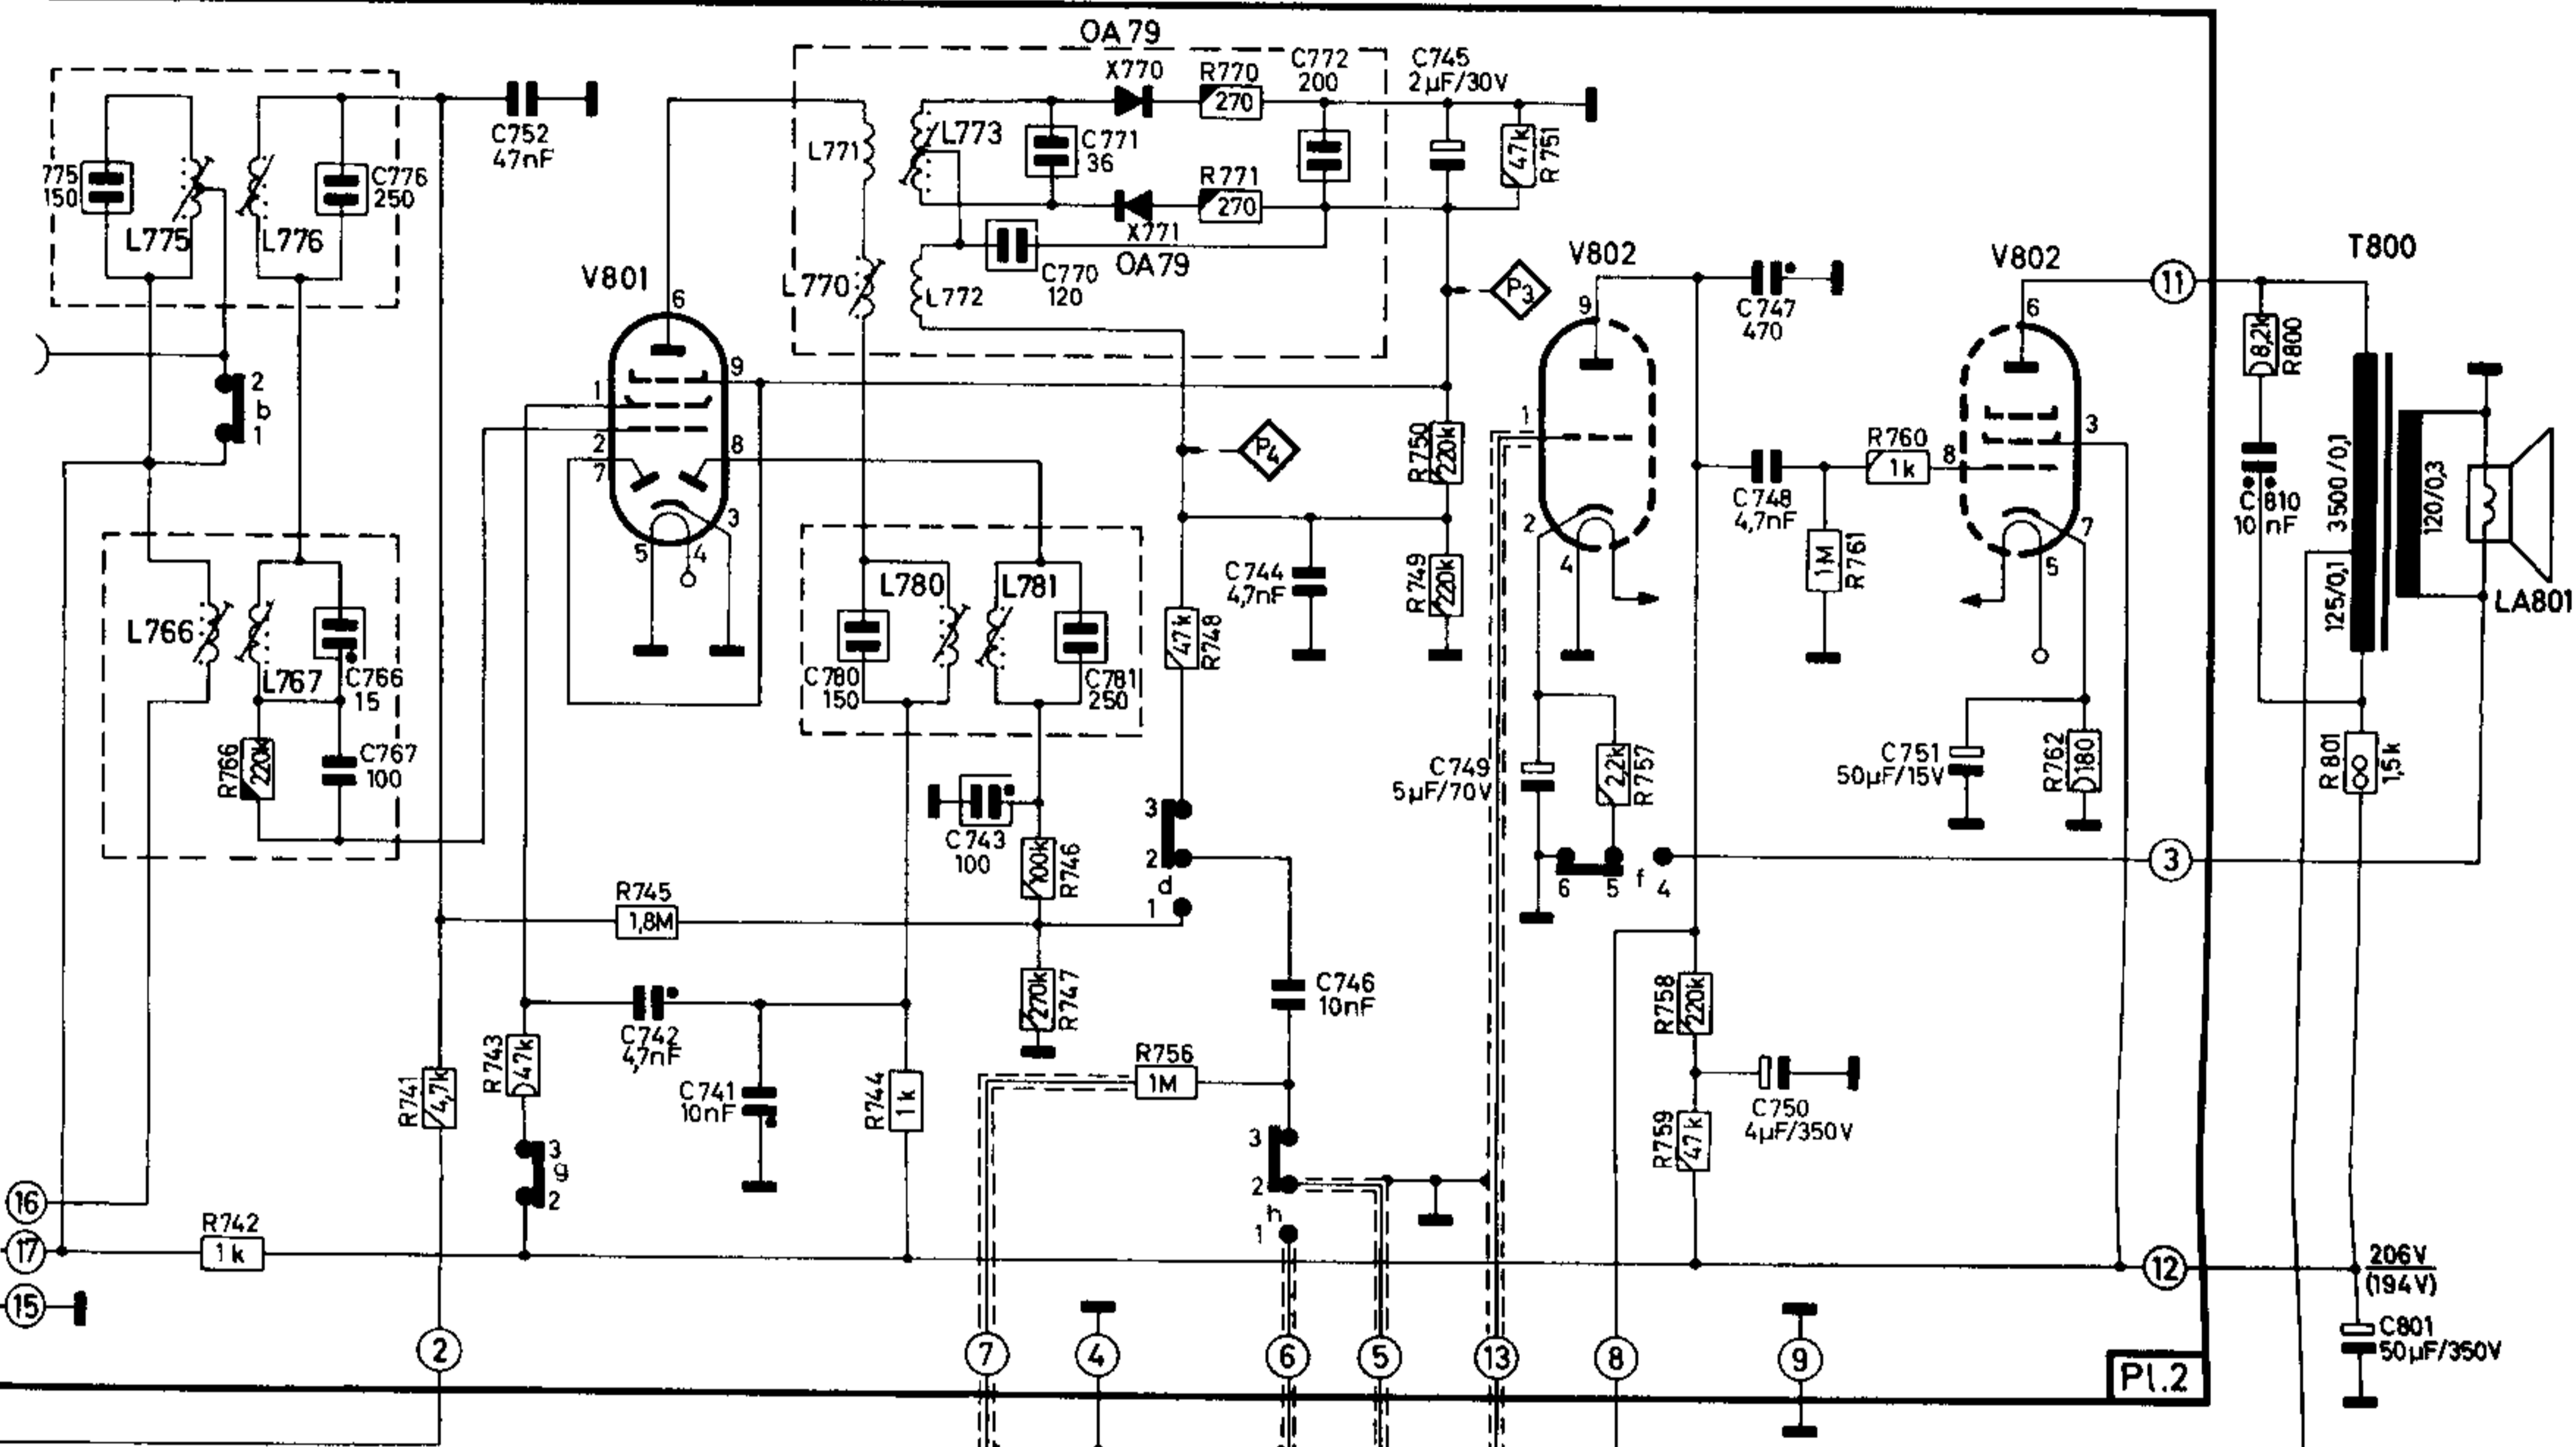 OA79
X770
R770
270
C772
200
C745
2µF/30V
C752
47nF
L771
L773
C771
36
47k
R751
775
150
C776
250
R771
270
L775
L776
X771
OA79
C770
120
V801
6
L770
L772
P3
V802
9
C747
470
V802
6
11
T800
8,2k
R800
2
b
1
1
9
2
7
8
P4
R750
220k
1
R760
1k
8
3
C748
4,7nF
C810
10nF
3500/0,1
120/0,3
3
5
4
2
4
7
5
L780
L781
C744
4,7nF
R749
220k
1M
R761
125/0,1
LA801
L766
L767
C766
15
C780
150
C781
250
47k
R748
R766
220k
C767
100
C749
5µF/70V
2,2k
R757
C751
50µF/15V
R762
180
R801
1,5k
C743
100
100k
R746
3
2
d
1
6
5
f
4
3
R745
1,8M
270k
R747
C746
10nF
R758
220k
C742
4,7nF
R743
47k
R741
4,7k
C741
10nF
R744
1k
R756
1M
C750
4µF/350V
R759
47k
3
g
2
3
2
h
1
16
17
R742
1k
15
12
206V
(194V)
2
7
4
6
5
13
8
9
Pl.2
C801
50µF/350V